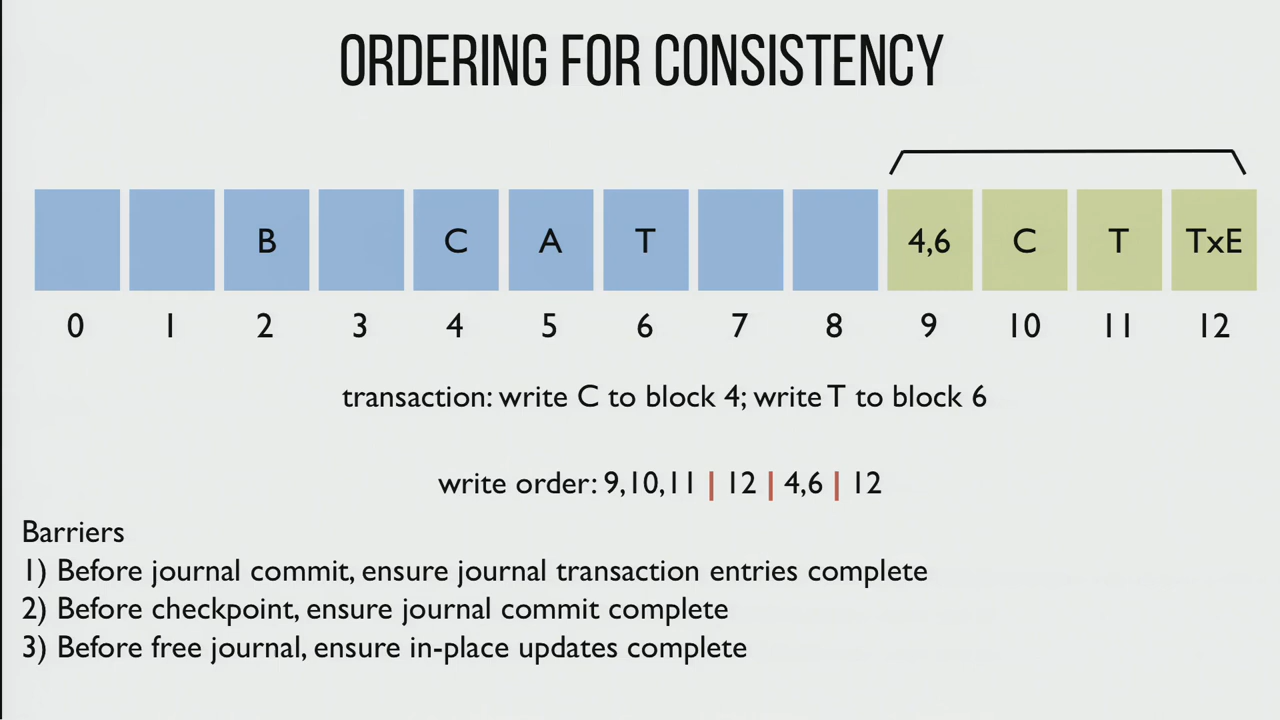 ORDERING FOR CONSISTENCY
B C A T 4,6 C T TxE
0 1 2 3 4 5 6 7 8 9 10 11 12
transaction: write C to block 4; write T to block 6
write order: 9,10,11 | 12 | 4,6 | 12
Barriers
1) Before journal commit, ensure journal transaction entries complete
2) Before checkpoint, ensure journal commit complete
3) Before free journal, ensure in-place updates complete